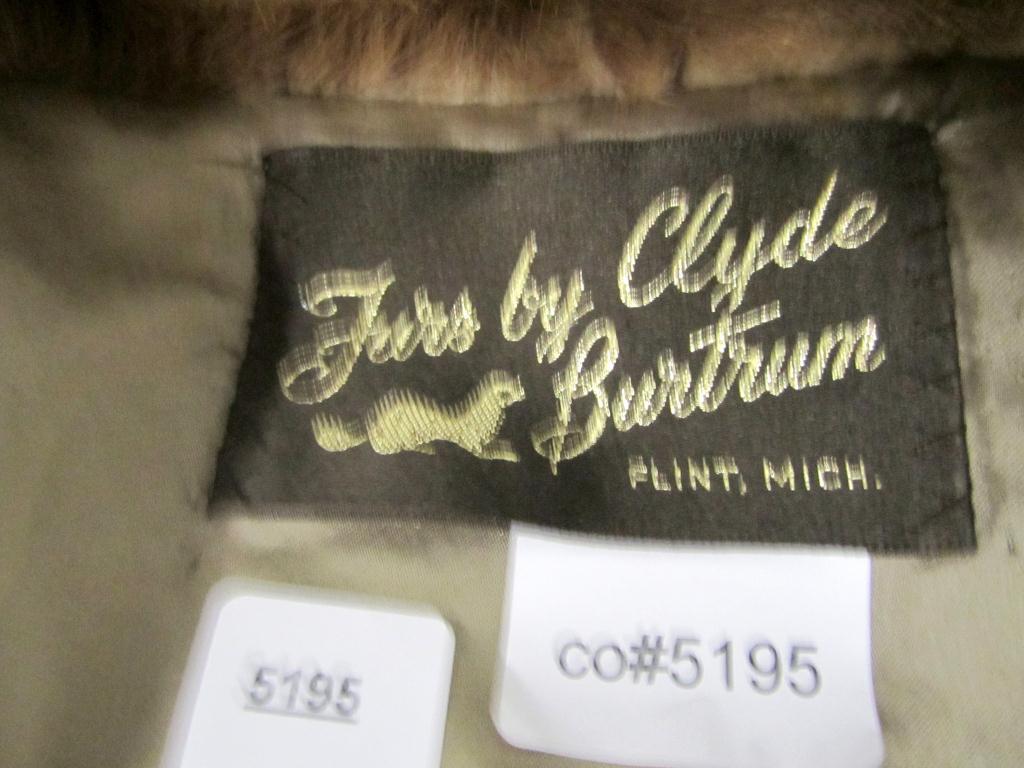 Furs by Clyde
Burtrum
FLINT, MICH.
5195
CO#5195